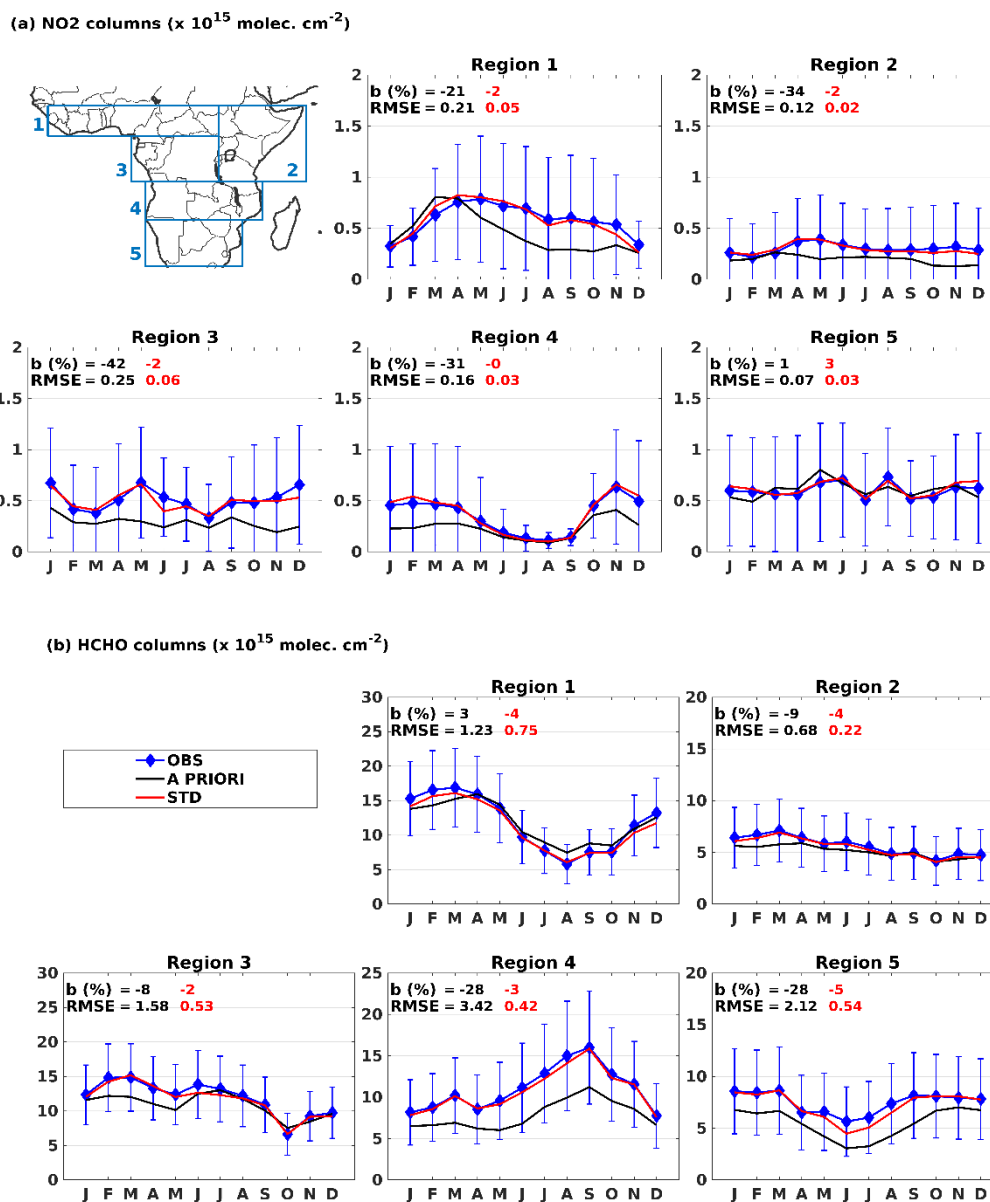 (a) NO2 columns (x 10^15 molec. cm^-2)
1
2
3
4
5
Region 1
b (%) = -21 -2
RMSE = 0.21 0.05
2
1.5
1
0.5
0
J F M A M J J A S O N D
Region 2
b (%) = -34 -2
RMSE = 0.12 0.02
2
1.5
1
0.5
0
J F M A M J J A S O N D
Region 3
b (%) = -42 -2
RMSE = 0.25 0.06
2
1.5
1
0.5
0
J F M A M J J A S O N D
Region 4
b (%) = -31 -0
RMSE = 0.16 0.03
2
1.5
1
0.5
0
J F M A M J J A S O N D
Region 5
b (%) = 1 3
RMSE = 0.07 0.03
2
1.5
1
0.5
0
J F M A M J J A S O N D
(b) HCHO columns (x 10^15 molec. cm^-2)
OBS
A PRIORI
STD
Region 1
b (%) = 3 -4
RMSE = 1.23 0.75
30
25
20
15
10
5
0
J F M A M J J A S O N D
Region 2
b (%) = -9 -4
RMSE = 0.68 0.22
20
15
10
5
0
J F M A M J J A S O N D
Region 3
b (%) = -8 -2
RMSE = 1.58 0.53
30
25
20
15
10
5
0
J F M A M J J A S O N D
Region 4
b (%) = -28 -3
RMSE = 3.42 0.42
25
20
15
10
5
0
J F M A M J J A S O N D
Region 5
b (%) = -28 -5
RMSE = 2.12 0.54
20
15
10
5
0
J F M A M J J A S O N D